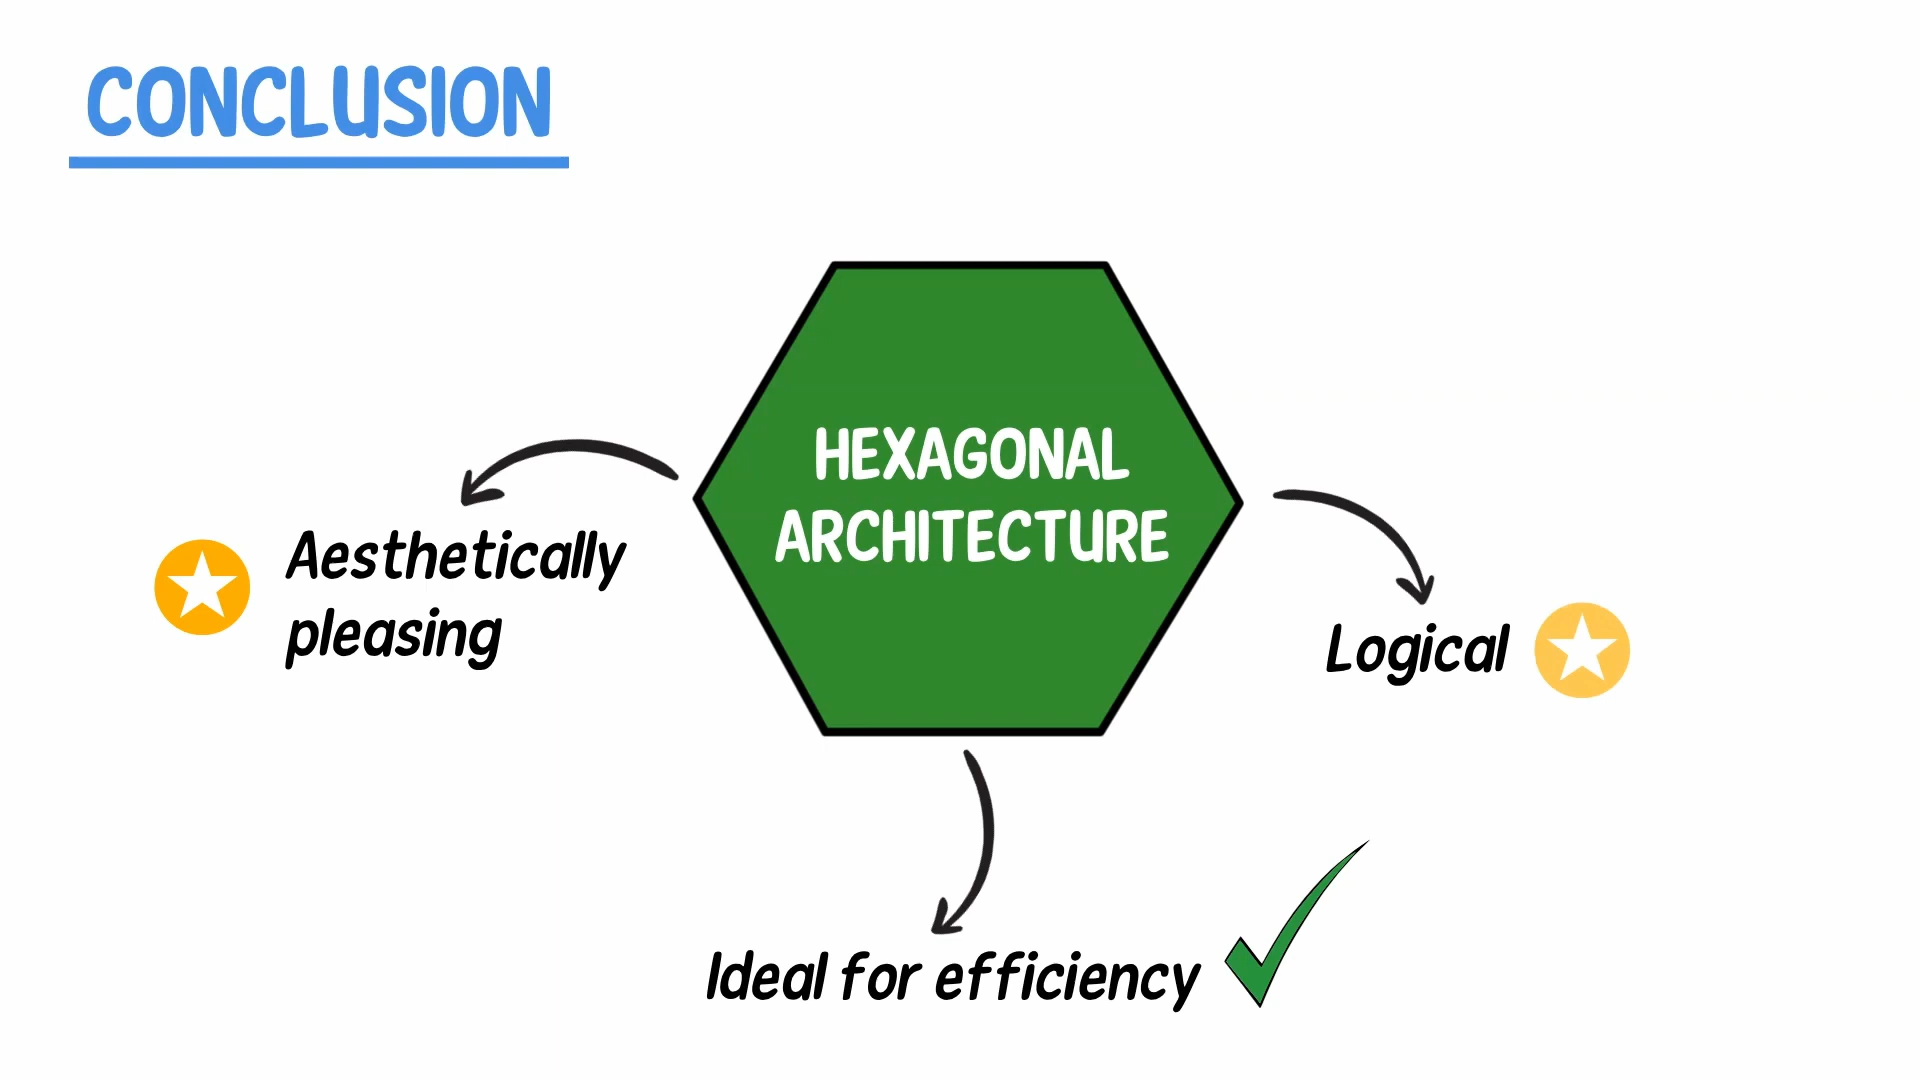 CONCLUSION
HEXAGONAL
ARCHITECTURE
Aesthetically
pleasing
Logical
Ideal for efficiency